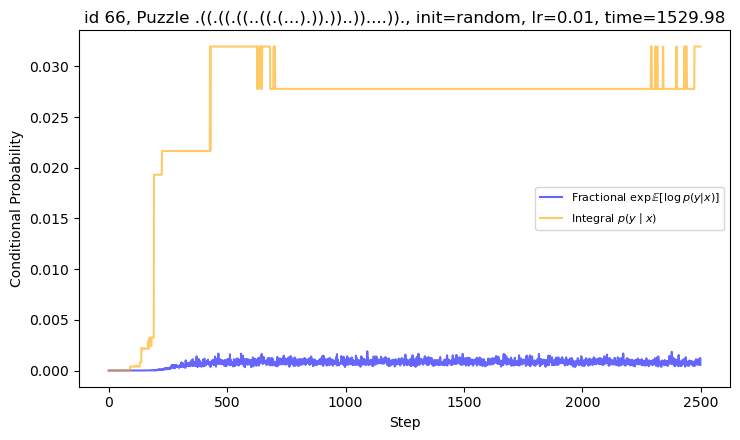 id 66, Puzzle .((.((.((..((.(...).)).))..))....))., init=random, lr=0.01, time=1529.98
Conditional Probability
0.030
0.025
0.020
0.015
0.010
0.005
0.000
Fractional exp𝔼[log p(y|x)]
Integral p(y | x)
0
500
1000
1500
2000
2500
Step